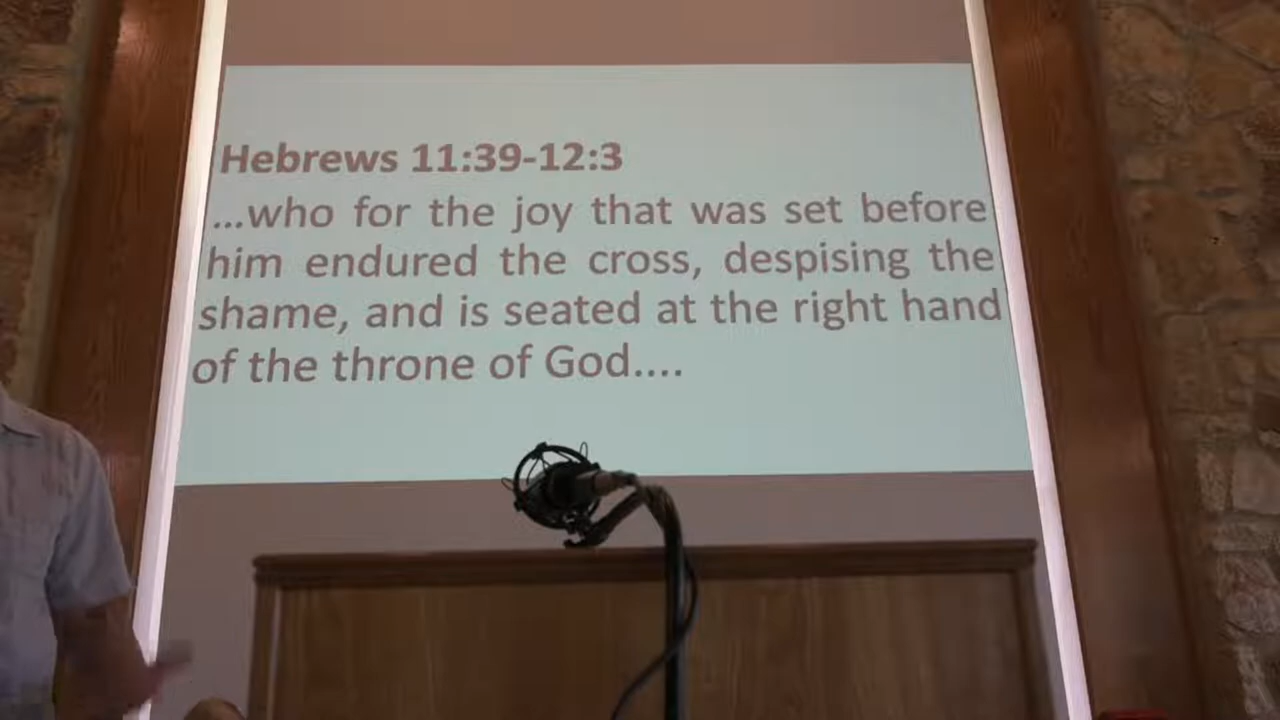 Hebrews 11:39-12:3
...who for the joy that was set before
him endured the cross, despising the
shame, and is seated at the right hand
of the throne of God....